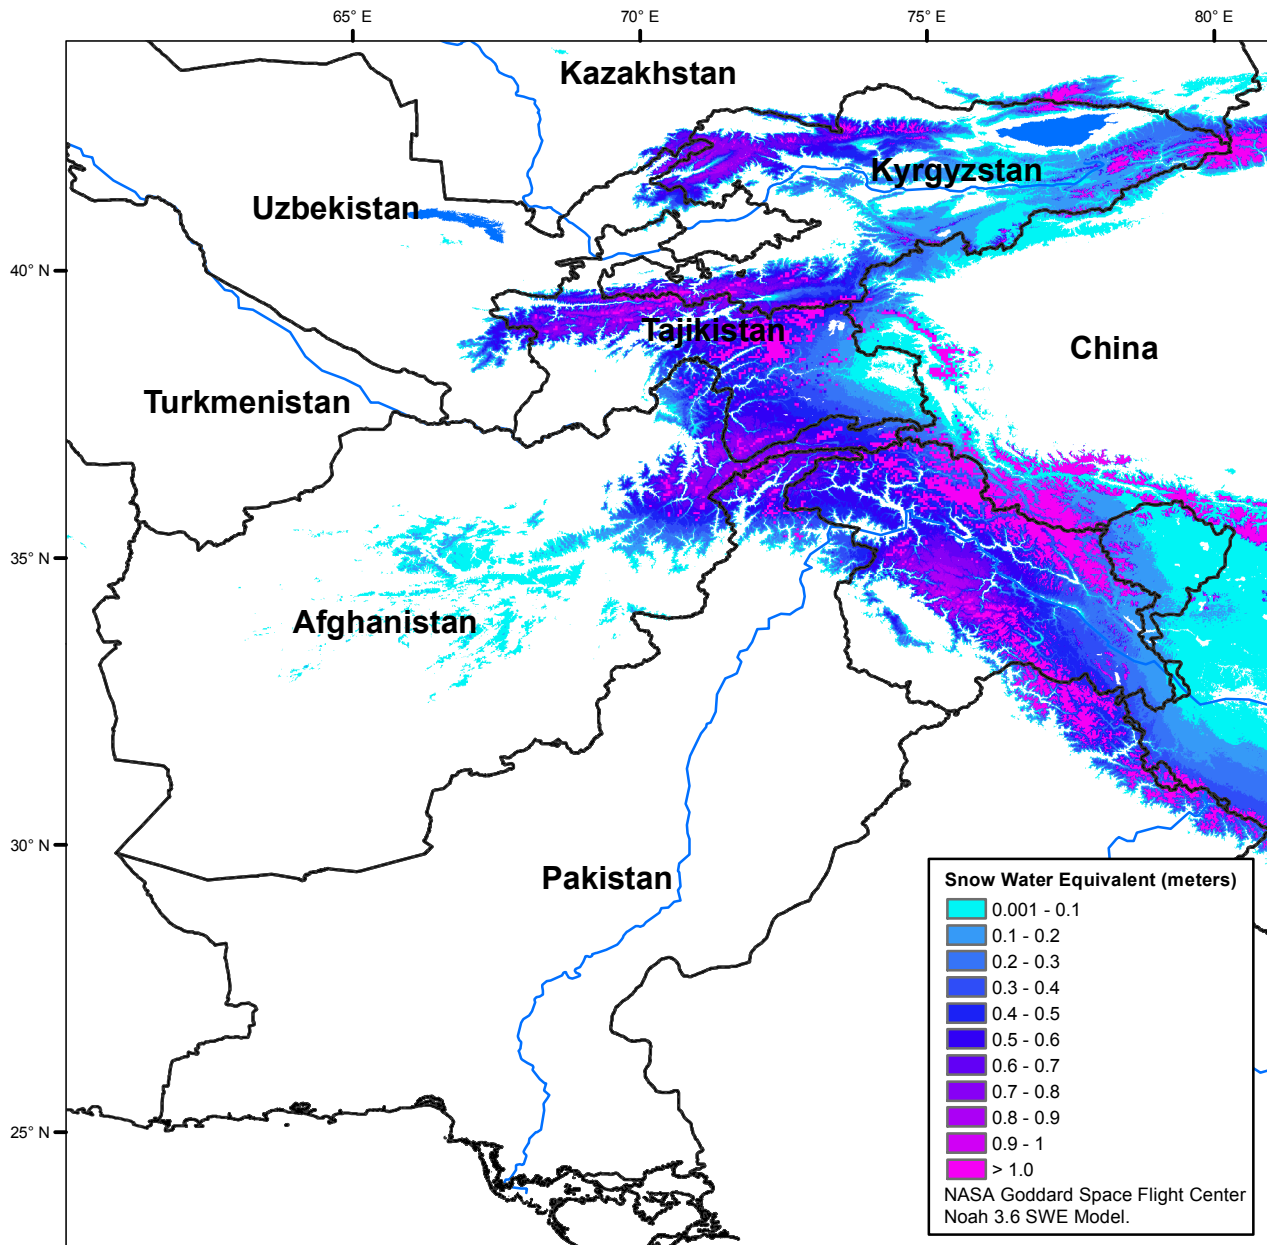 65° E
70° E
75° E
80° E
Kazakhstan
Kyrgyzstan
Uzbekistan
40° N
Tajikistan
China
Turkmenistan
35° N
Afghanistan
30° N
Pakistan
25° N
Snow Water Equivalent (meters)
0.001 - 0.1
0.1 - 0.2
0.2 - 0.3
0.3 - 0.4
0.4 - 0.5
0.5 - 0.6
0.6 - 0.7
0.7 - 0.8
0.8 - 0.9
0.9 - 1
> 1.0
NASA Goddard Space Flight Center
Noah 3.6 SWE Model.